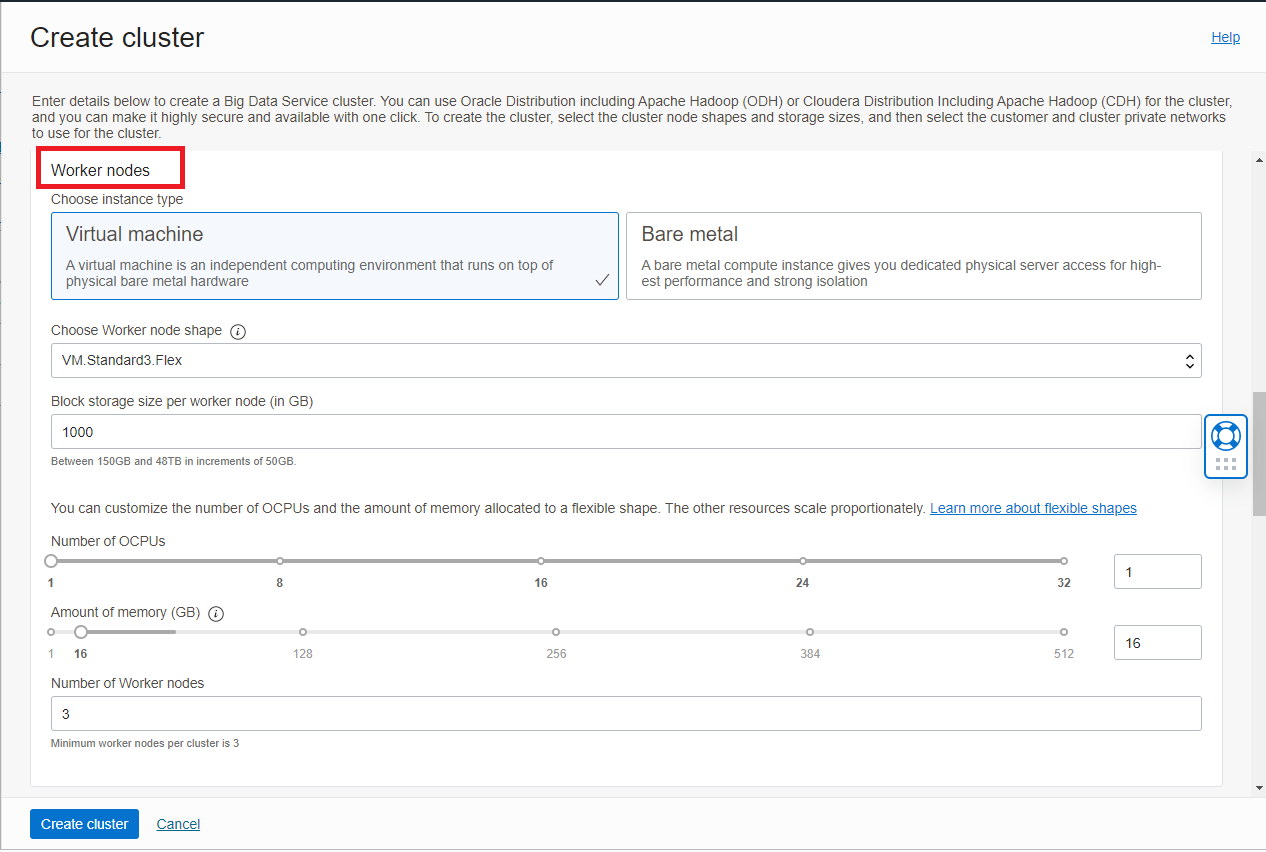 Create cluster
Help
Enter details below to create a Big Data Service cluster. You can use Oracle Distribution including Apache Hadoop (ODH) or Cloudera Distribution Including Apache Hadoop (CDH) for the cluster,
and you can make it highly secure and available with one click. To create the cluster, select the cluster node shapes and storage sizes, and then select the customer and cluster private networks
to use for the cluster.
Worker nodes
Choose instance type
Virtual machine
A virtual machine is an independent computing environment that runs on top of
physical bare metal hardware
Bare metal
A bare metal compute instance gives you dedicated physical server access for high-
est performance and strong isolation
Choose Worker node shape
VM.Standard3.Flex
Block storage size per worker node (in GB)
1000
Between 150GB and 48TB in increments of 50GB.
You can customize the number of OCPUs and the amount of memory allocated to a flexible shape. The other resources scale proportionately. Learn more about flexible shapes
Number of OCPUs
1 8 16 24 32
1
Amount of memory (GB)
1 16 128 256 384 512
16
Number of Worker nodes
3
Minimum worker nodes per cluster is 3
Create cluster
Cancel